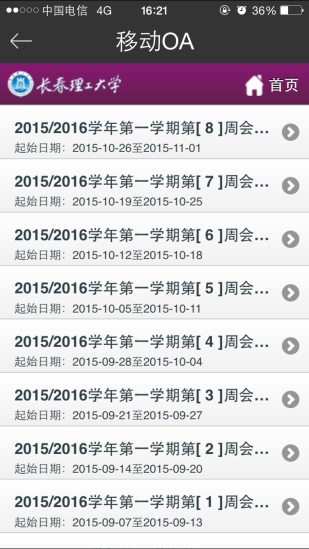 中国电信 4G 16:21 36%
移动OA
长春理工大学 首页
2015/2016学年第一学期第[ 8 ]周会...
起始日期：2015-10-26至2015-11-01
2015/2016学年第一学期第[ 7 ]周会...
起始日期：2015-10-19至2015-10-25
2015/2016学年第一学期第[ 6 ]周会...
起始日期：2015-10-12至2015-10-18
2015/2016学年第一学期第[ 5 ]周会...
起始日期：2015-10-05至2015-10-11
2015/2016学年第一学期第[ 4 ]周会...
起始日期：2015-09-28至2015-10-04
2015/2016学年第一学期第[ 3 ]周会...
起始日期：2015-09-21至2015-09-27
2015/2016学年第一学期第[ 2 ]周会...
起始日期：2015-09-14至2015-09-20
2015/2016学年第一学期第[ 1 ]周会...
起始日期：2015-09-07至2015-09-13